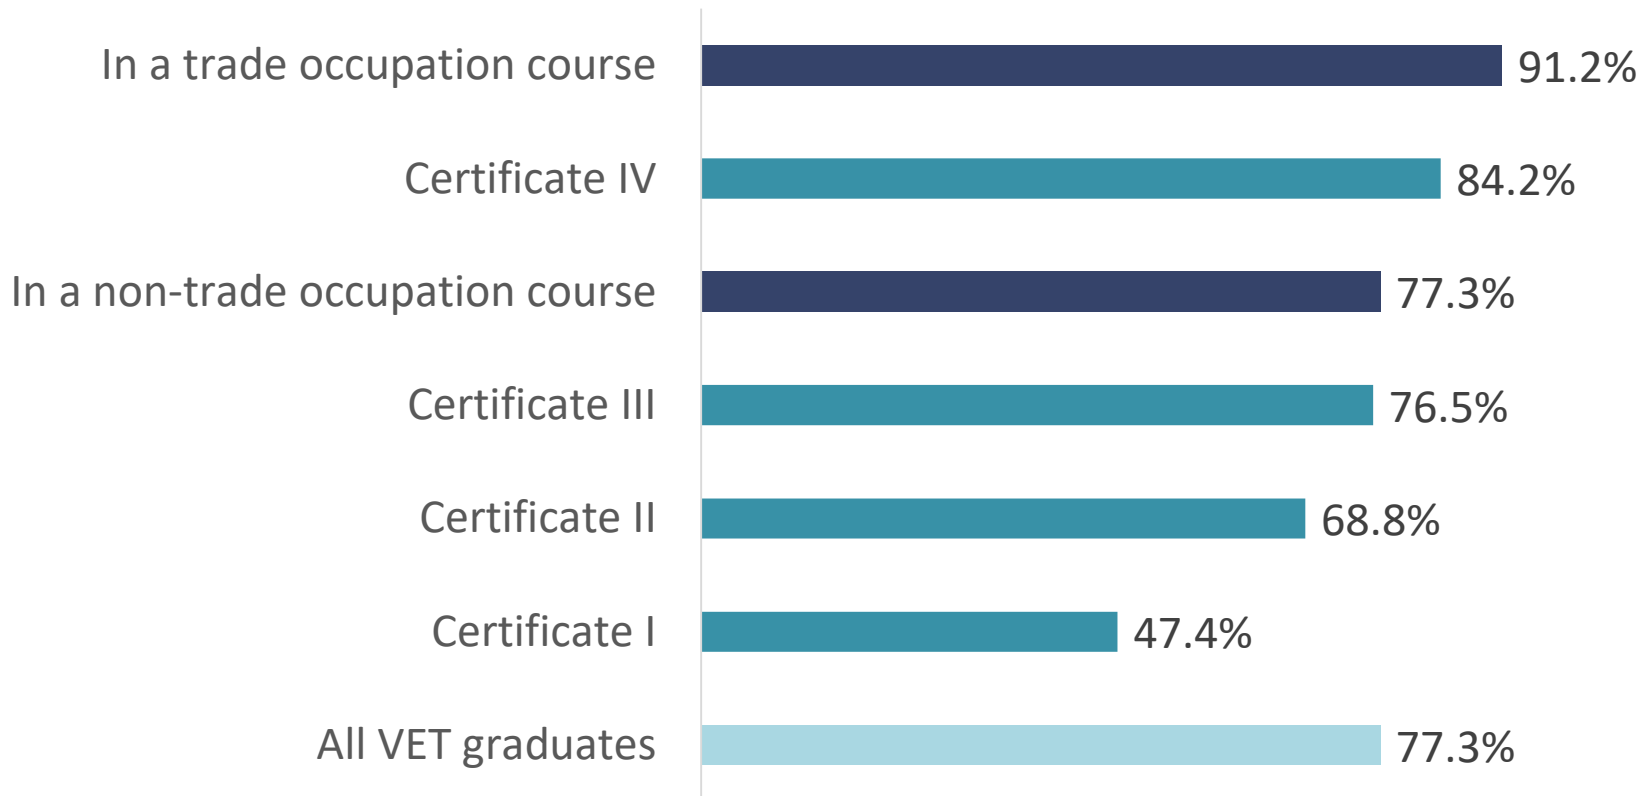 In a trade occupation course 91.2%
Certificate IV 84.2%
In a non-trade occupation course 77.3%
Certificate III 76.5%
Certificate II 68.8%
Certificate I 47.4%
All VET graduates 77.3%